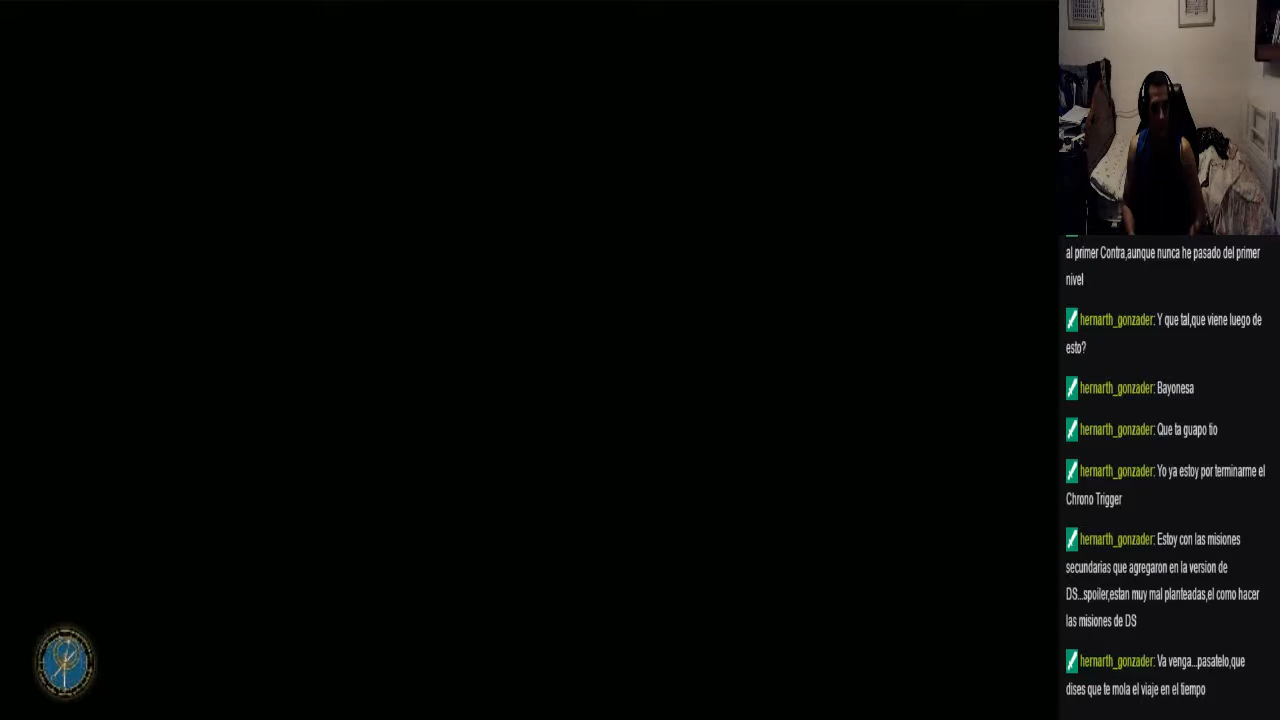 al primer Contra,aunque nunca he pasado del primer
nivel
hernarth_gonzader: Y que tal,que viene luego de
esto?
hernarth_gonzader: Bayonesa
hernarth_gonzader: Que ta guapo tio
hernarth_gonzader: Yo ya estoy por terminarme el
Chrono Trigger
hernarth_gonzader: Estoy con las misiones
secundarias que agregaron en la version de
DS...spoiler,estan muy mal planteadas,el como hacer
las misiones de DS
hernarth_gonzader: Va venga...pasatelo,que
dises que te mola el viaje en el tiempo